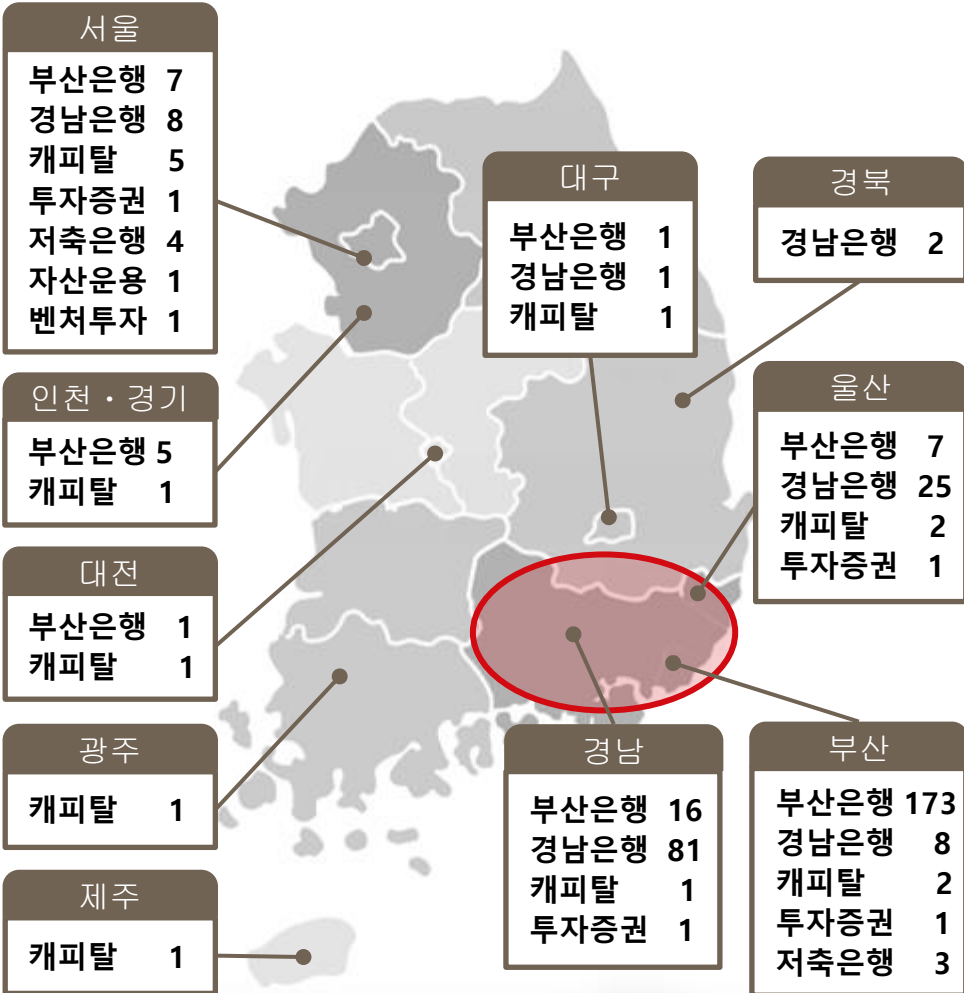 서울
부산은행 7
경남은행 8
캐피탈 5
투자증권 1
저축은행 4
자산운용 1
벤처투자 1
인천・경기
부산은행 5
캐피탈 1
대전
부산은행 1
캐피탈 1
광주
캐피탈 1
제주
캐피탈 1
대구
부산은행 1
경남은행 1
캐피탈 1
경북
경남은행 2
울산
부산은행 7
경남은행 25
캐피탈 2
투자증권 1
경남
부산은행 16
경남은행 81
캐피탈 1
투자증권 1
부산
부산은행 173
경남은행 8
캐피탈 2
투자증권 1
저축은행 3